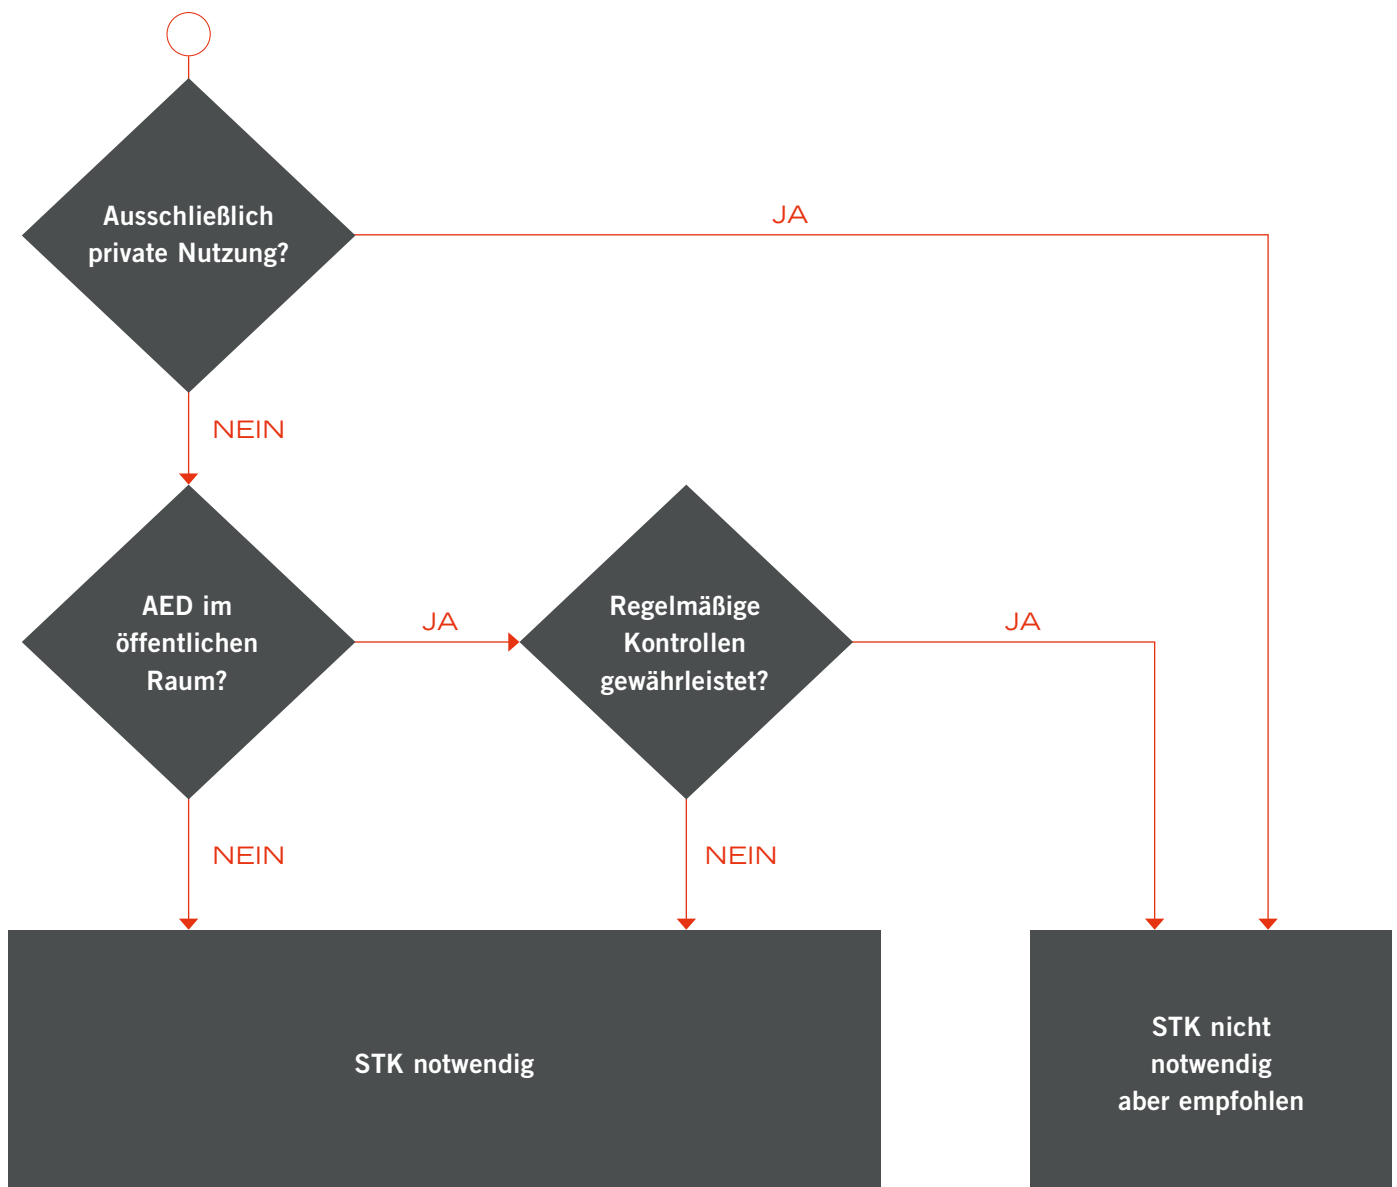 Ausschließlich
private Nutzung?
JA
NEIN
AED im
öffentlichen
Raum?
JA
Regelmäßige
Kontrollen
gewährleistet?
JA
NEIN
NEIN
STK notwendig
STK nicht
notwendig
aber empfohlen